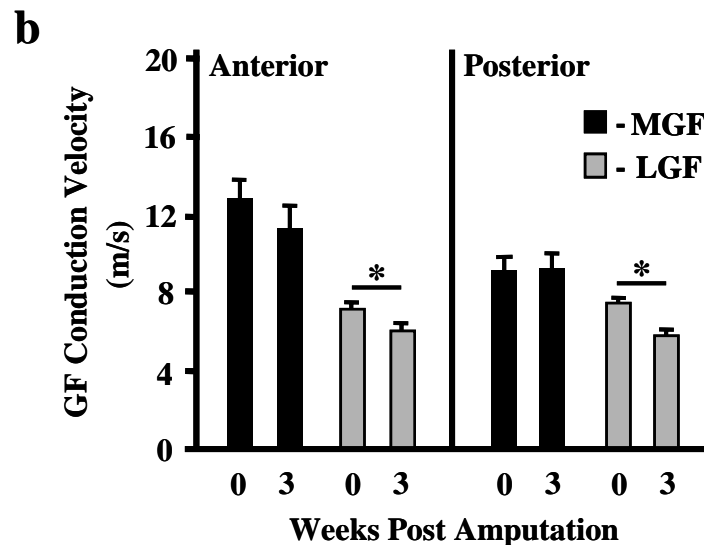 b
20
16
12
8
4
0
GF Conduction Velocity
(m/s)
Anterior
Posterior
- MGF
- LGF
*
*
0 3 0 3 0 3 0 3
Weeks Post Amputation